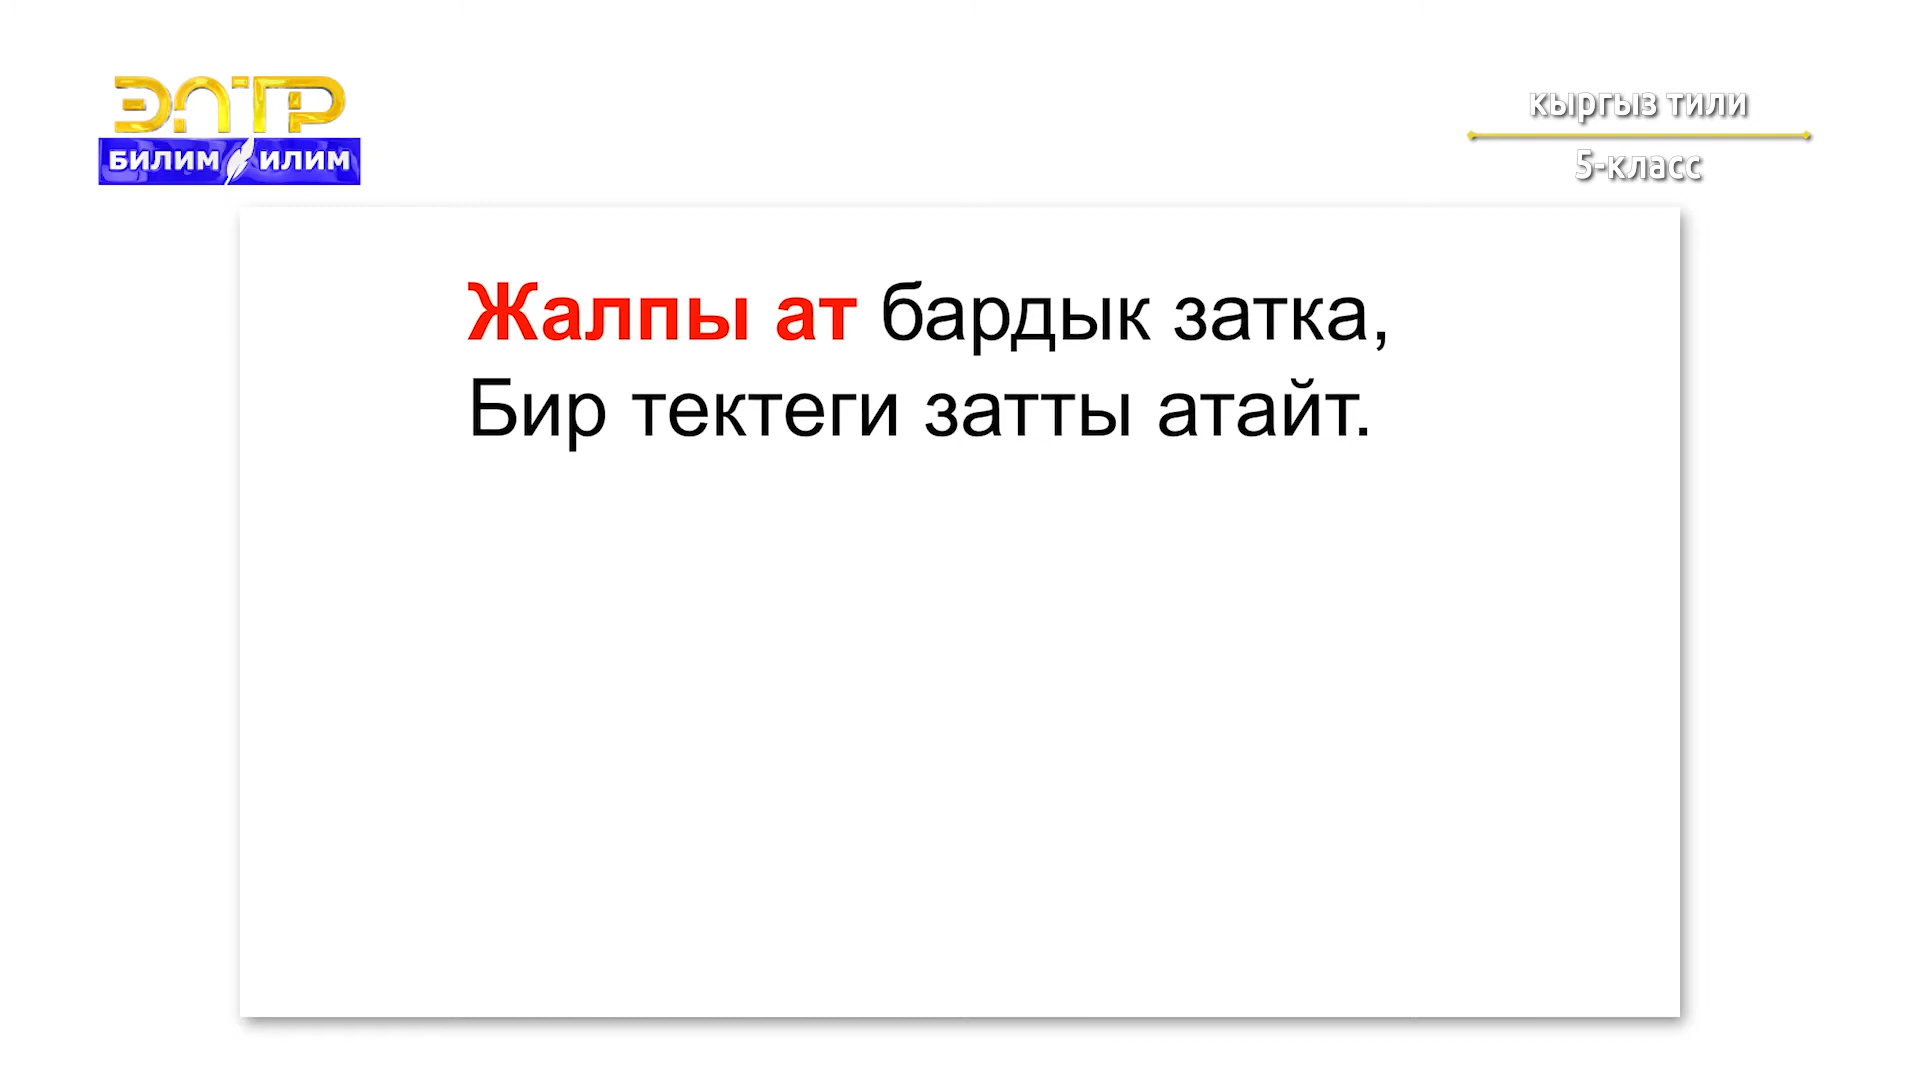 ЭЛТР
БИЛИМ ИЛИМ
кыргыз тили
5-класс
Жалпы ат бардык затка,
Бир тектеги затты атайт.